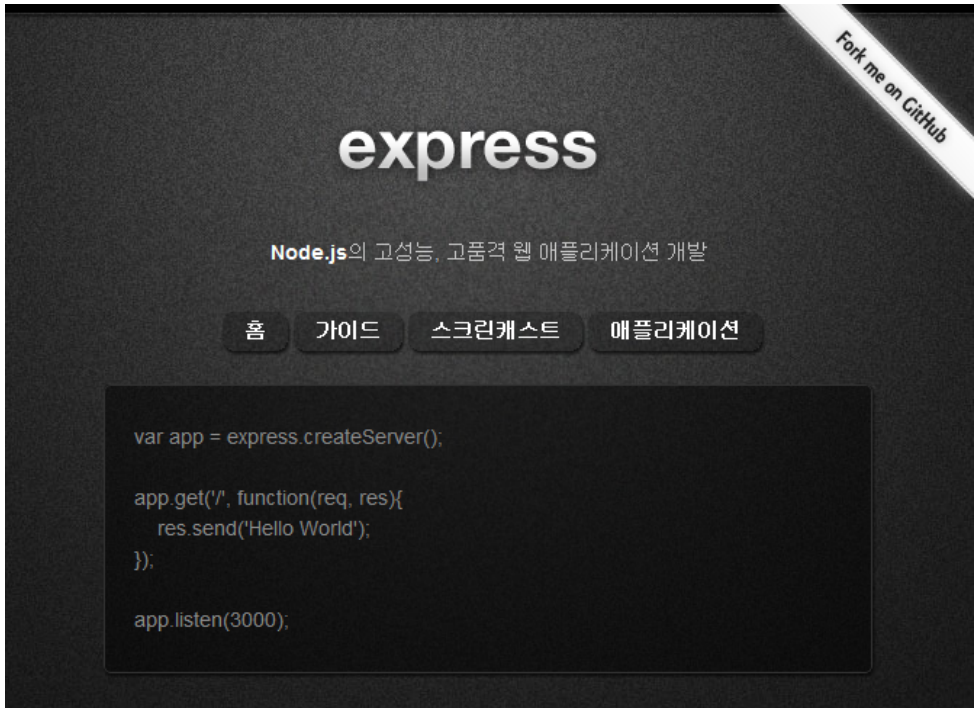 Fork me on GitHub
express
Node.js의 고성능, 고품격 웹 애플리케이션 개발
홈 가이드 스크린캐스트 애플리케이션
var app = express.createServer();
app.get('/', function(req, res){
    res.send('Hello World');
});
app.listen(3000);